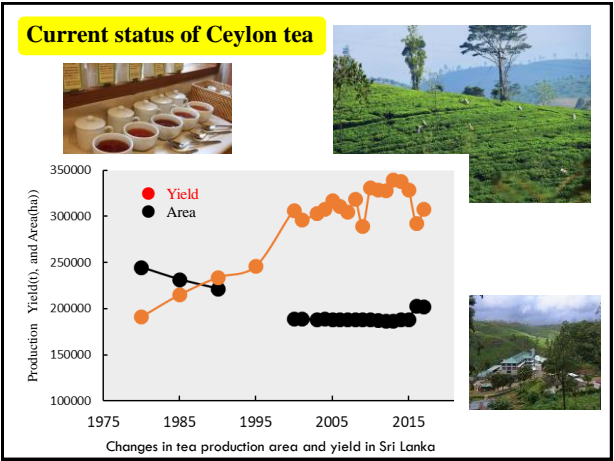 Current status of Ceylon tea
350000
300000
250000
200000
150000
100000
Production Yield(t), and Area(ha))
Yield
Area
1975 1985 1995 2005 2015
Changes in tea production area and yield in Sri Lanka